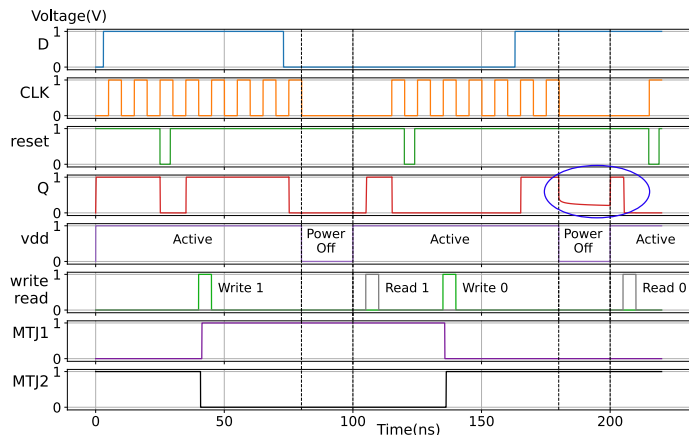 Voltage(V)
D
1
0
CLK
1
0
reset
1
0
Q
1
0
vdd
1
0
Active
Power
Off
Active
Power
Off
Active
write
read
1
0
Write 1
Read 1
Write 0
Read 0
MTJ1
1
0
MTJ2
1
0
0 50 100 150 200
Time(ns)